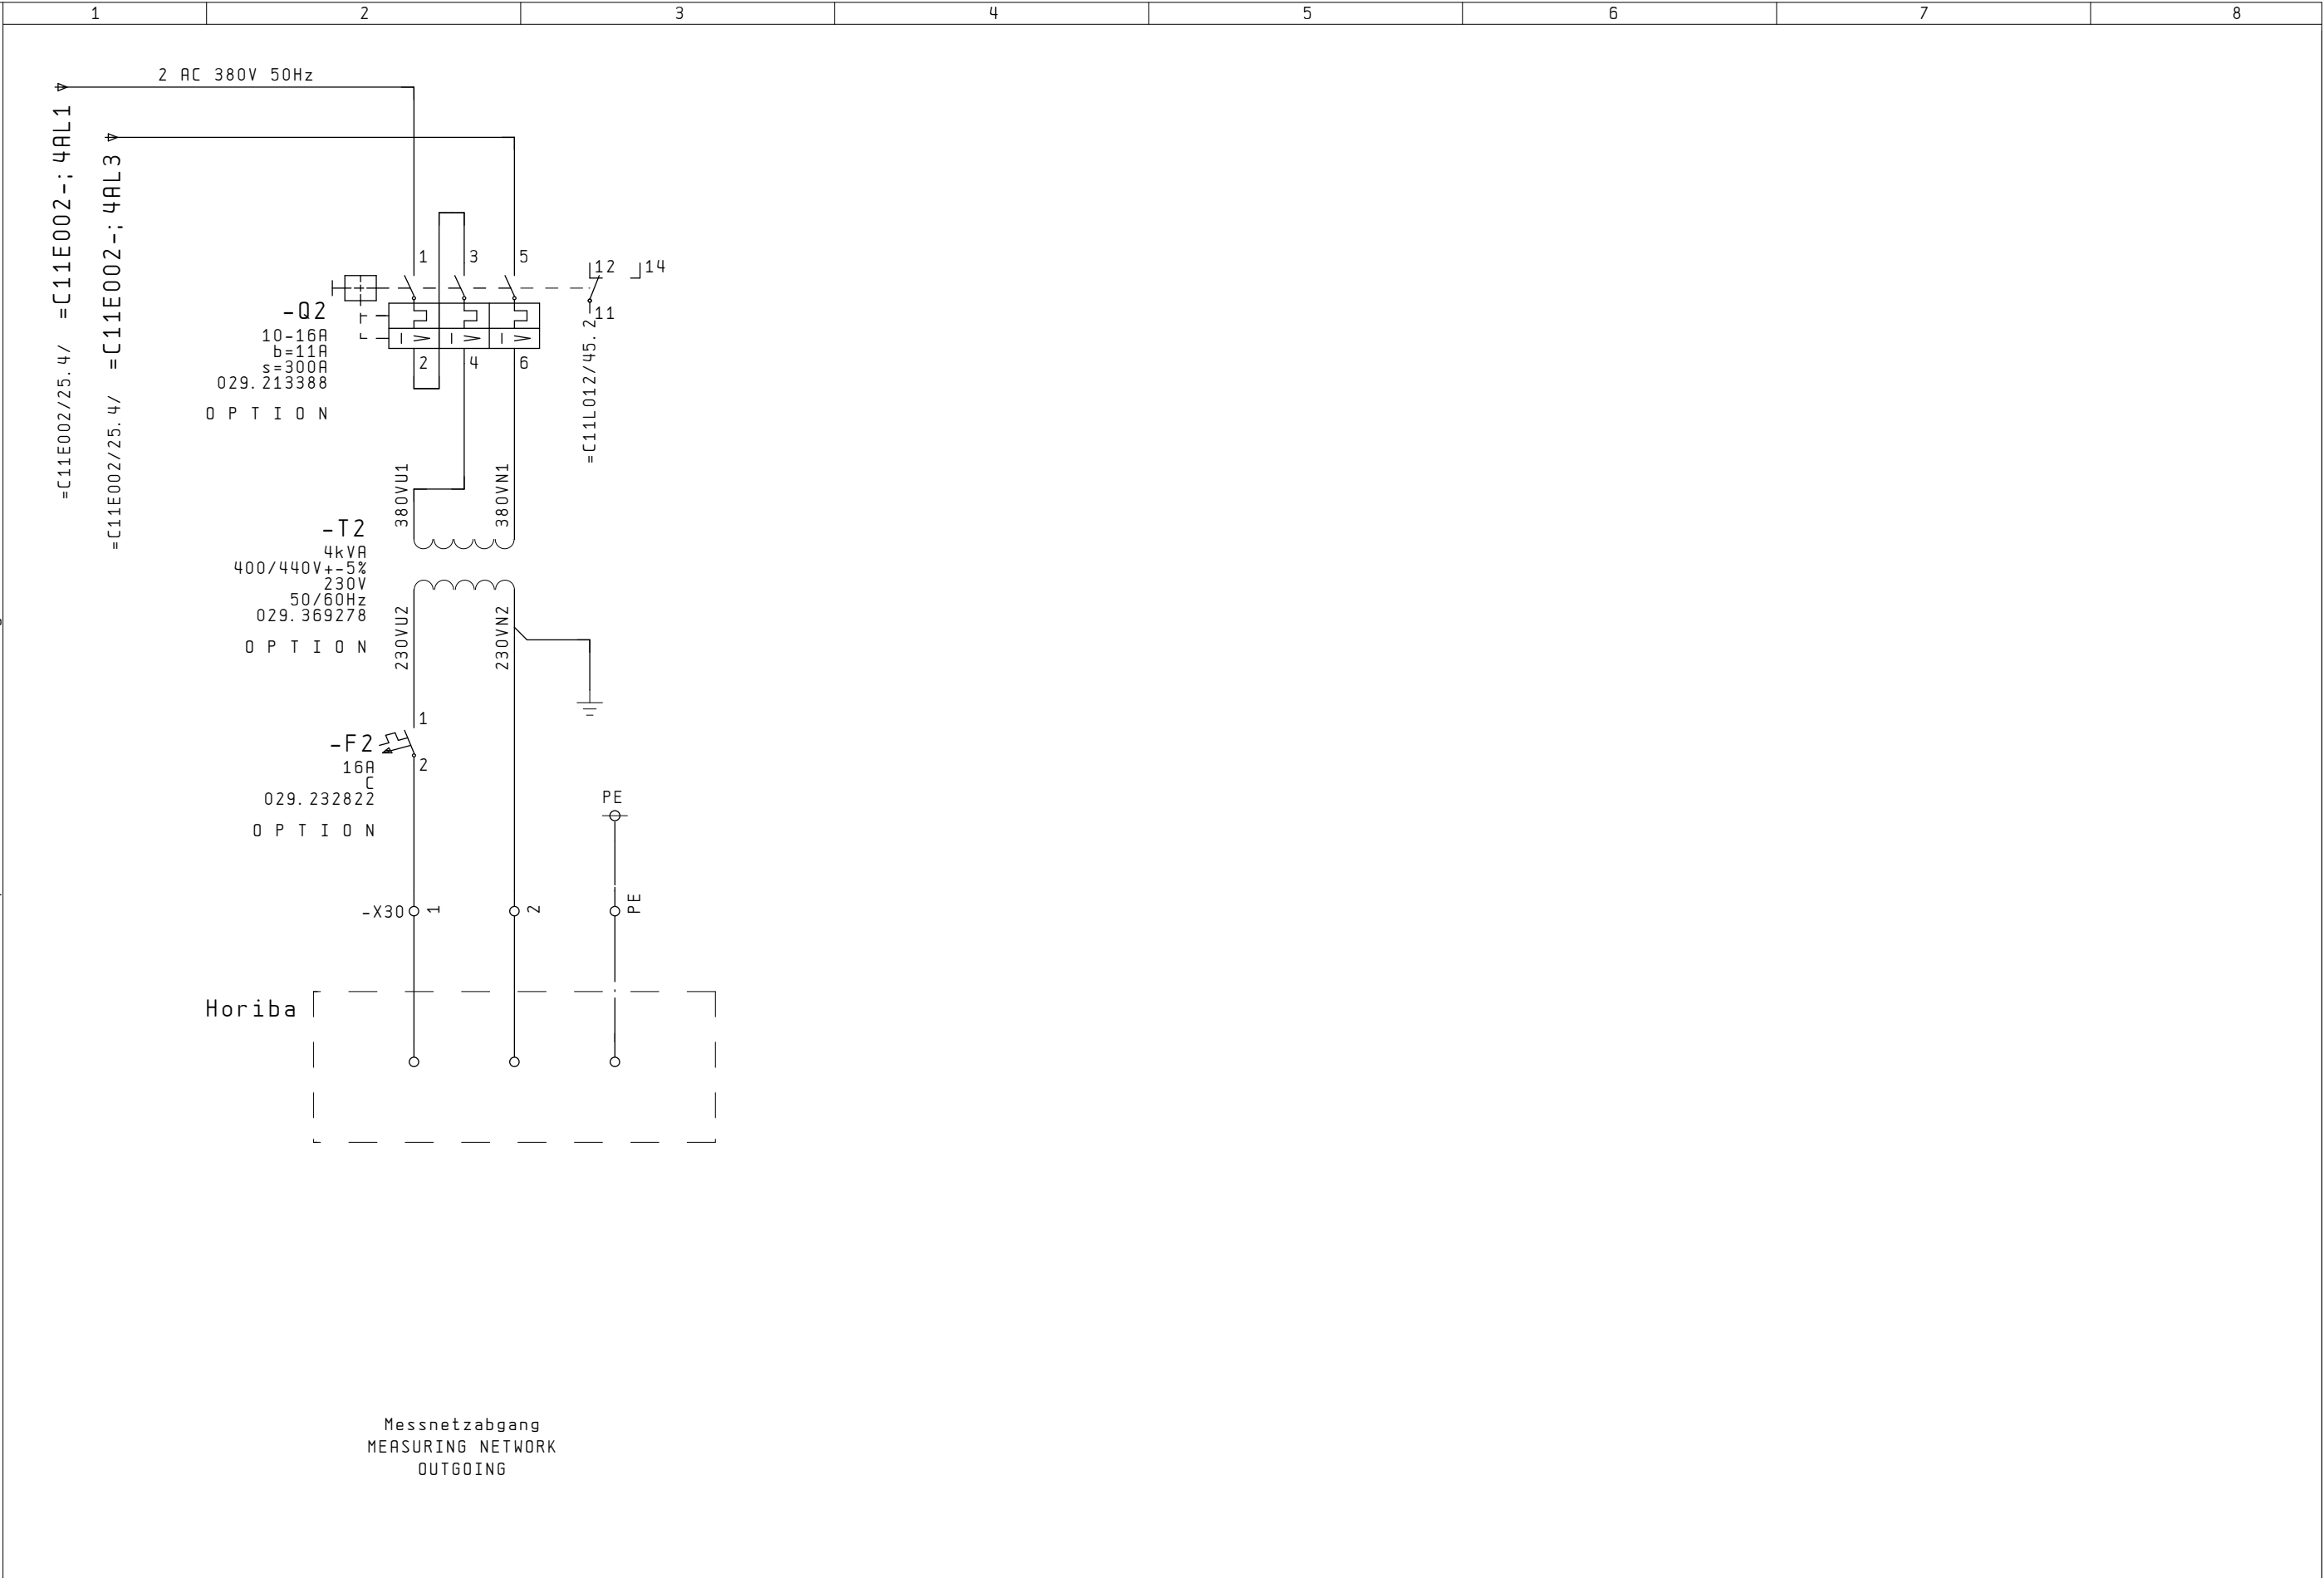 1 2 3 4 5 6 7 8
2 AC 380V 50Hz
=C11E002/25.4/ =C11E002-;4AL1
=C11E002/25.4/ =C11E002-;4AL3
1 3 5
12 14
11
-Q2
10-16A
b=11A
s=300A
029.213388
O P T I O N
2 4 6
=C11L012/45.2
380VU1 380VN1
-T2
4kVA
400/440V+-5%
230V
50/60Hz
029.369278
O P T I O N
230VU2 230VN2
1
-F2
2
16A
C
029.232822
O P T I O N
PE
-X30 1 2 PE
Horiba
Messnetzabgang
MEASURING NETWORK
OUTGOING